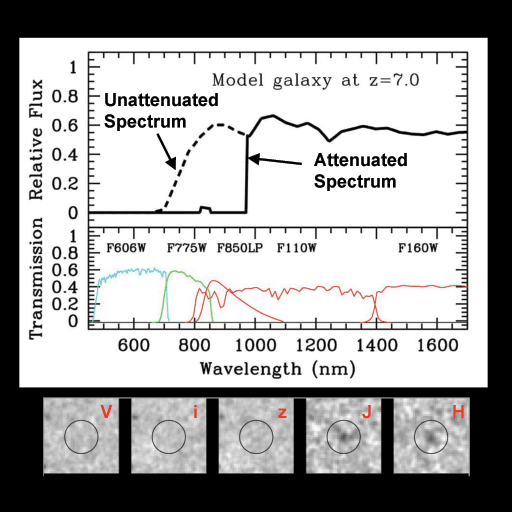 Model galaxy at z=7.0
Unattenuated
Spectrum
Attenuated
Spectrum
Relative Flux
1
0.8
0.6
0.4
0.2
0
F606W F775W F850LP F110W F160W
Transmission
1
0.8
0.6
0.4
0.2
0
600 800 1000 1200 1400 1600
Wavelength (nm)
V i z J H